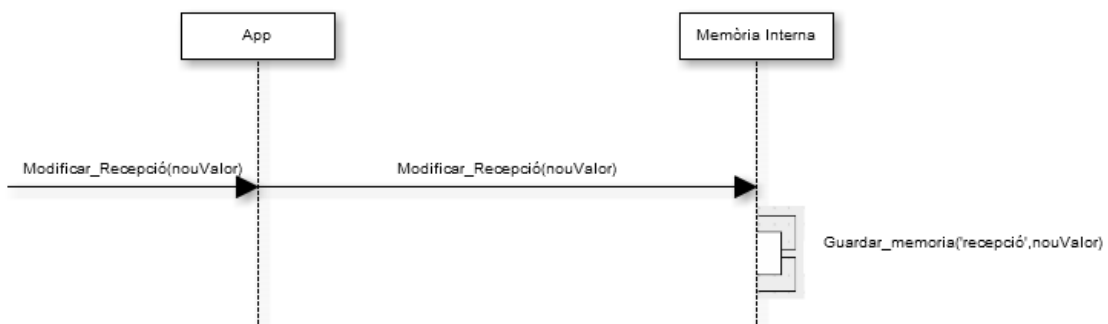 App
Memòria Interna
Modificar_Recepció(nouValor)
Modificar_Recepció(nouValor)
Guardar_memoria('recepció',nouValor)